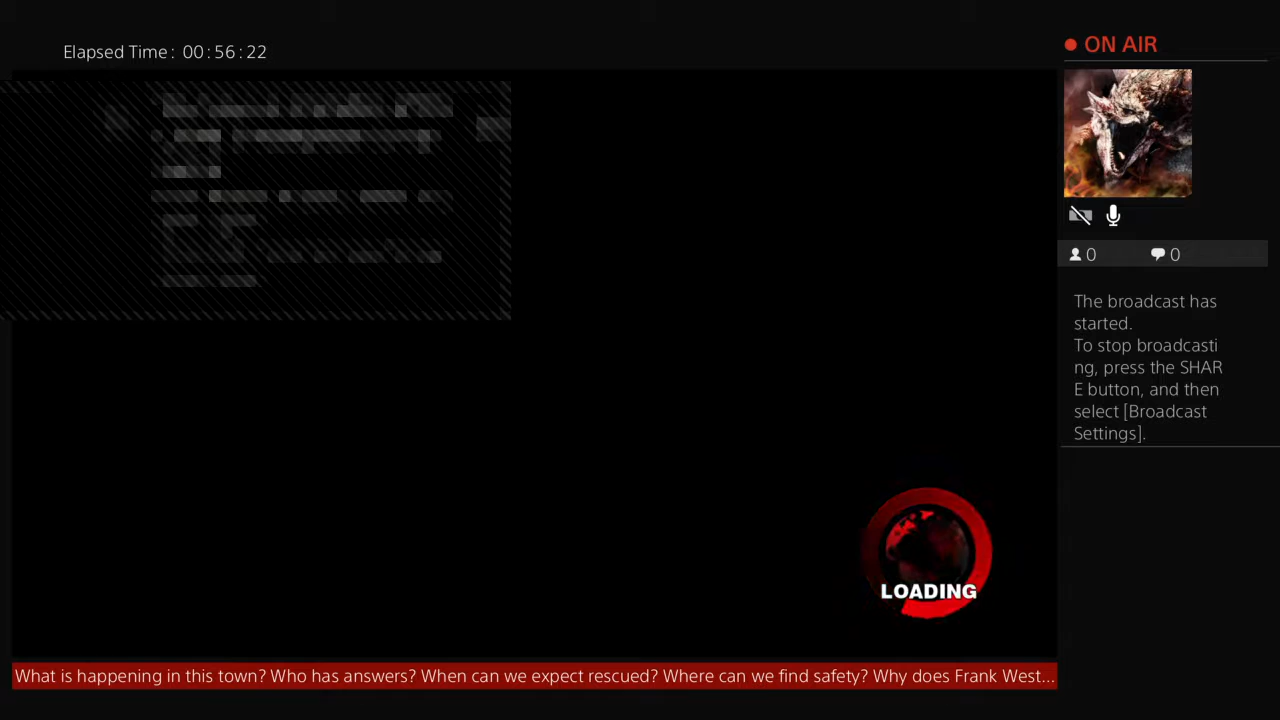 Elapsed Time: 00:56:22
ON AIR
0 0
The broadcast has
started.
To stop broadcasti
ng, press the SHAR
E button, and then
select [Broadcast
Settings].
LOADING
What is happening in this town? Who has answers? When can we expect rescued? Where can we find safety? Why does Frank West...